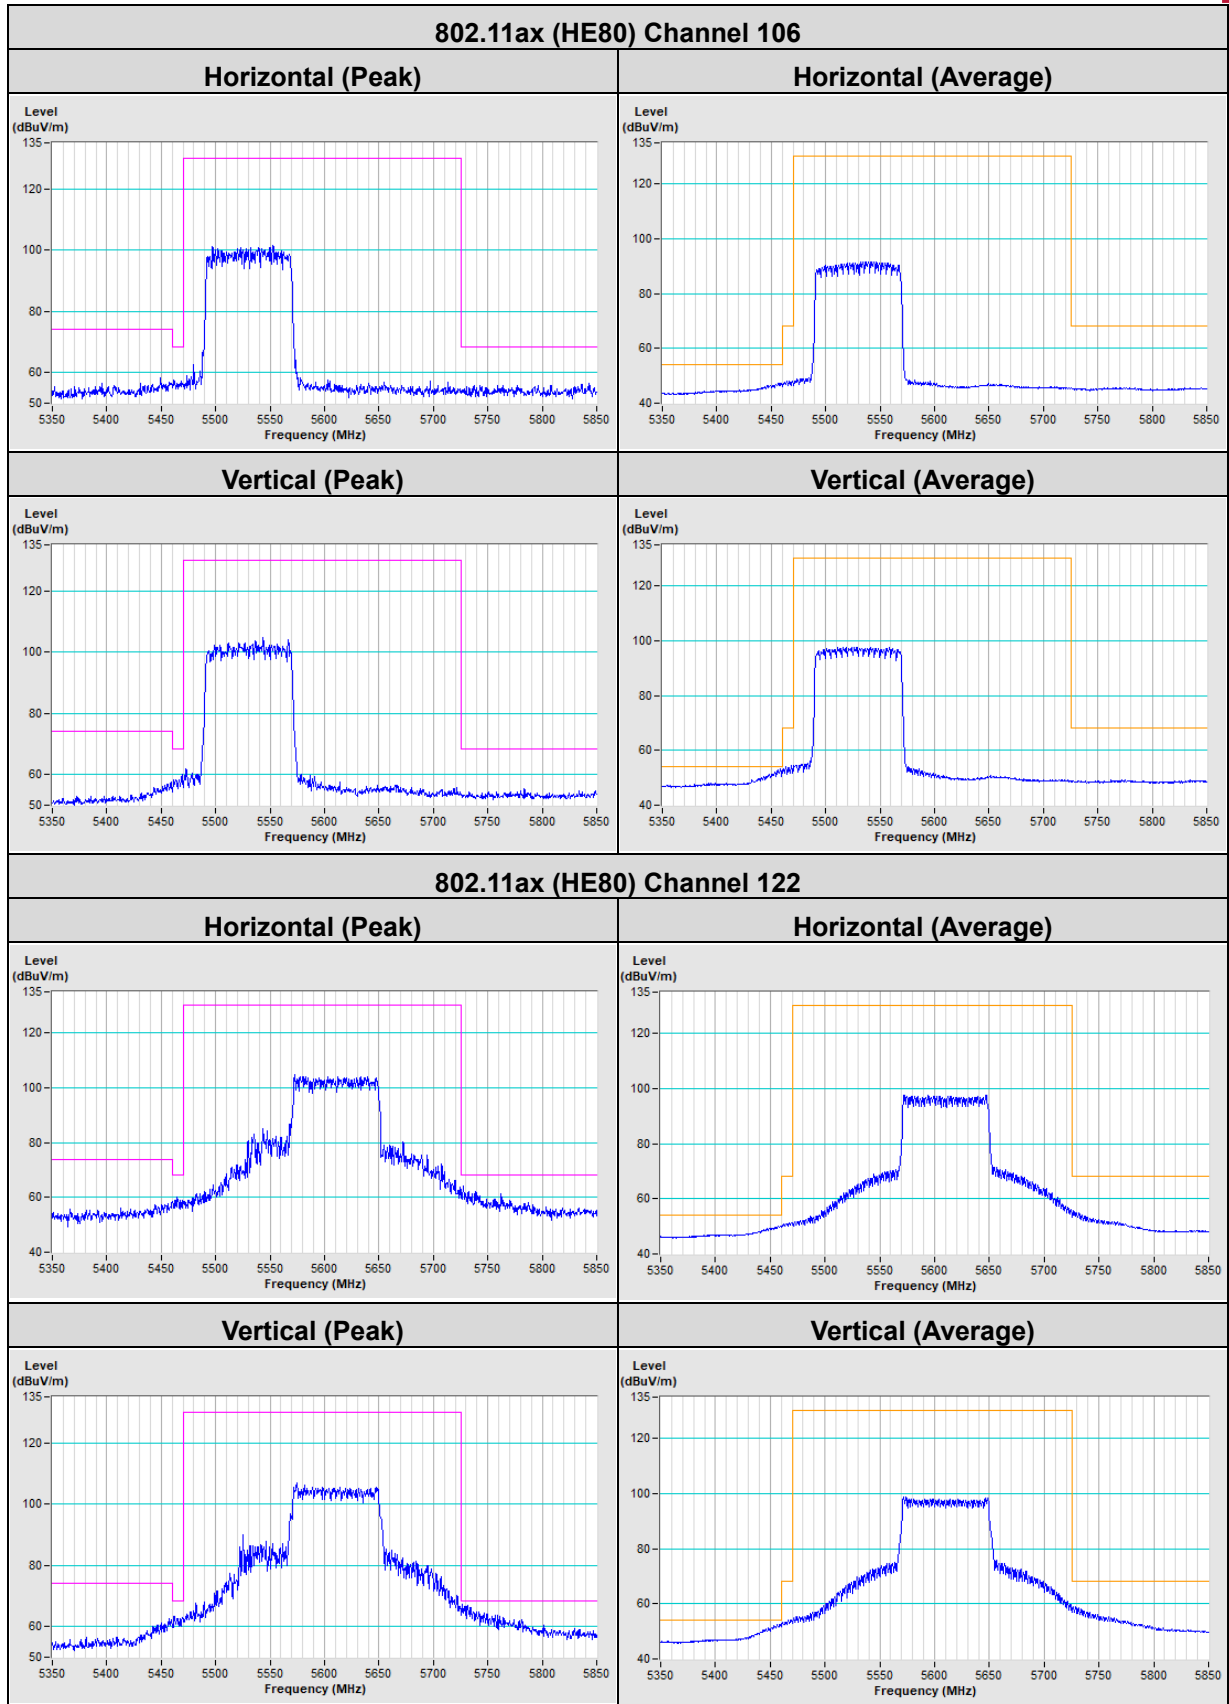 802.11ax (HE80) Channel 106
Horizontal (Peak)
Horizontal (Average)
Level
(dBuV/m)
135
120
100
80
60
50
5350 5400 5450 5500 5550 5600 5650 5700 5750 5800 5850
Frequency (MHz)
Level
(dBuV/m)
135
120
100
80
60
40
5350 5400 5450 5500 5550 5600 5650 5700 5750 5800 5850
Frequency (MHz)
Vertical (Peak)
Vertical (Average)
Level
(dBuV/m)
135
120
100
80
60
50
5350 5400 5450 5500 5550 5600 5650 5700 5750 5800 5850
Frequency (MHz)
Level
(dBuV/m)
135
120
100
80
60
40
5350 5400 5450 5500 5550 5600 5650 5700 5750 5800 5850
Frequency (MHz)
802.11ax (HE80) Channel 122
Horizontal (Peak)
Horizontal (Average)
Level
(dBuV/m)
135
120
100
80
60
40
5350 5400 5450 5500 5550 5600 5650 5700 5750 5800 5850
Frequency (MHz)
Level
(dBuV/m)
135
120
100
80
60
40
5350 5400 5450 5500 5550 5600 5650 5700 5750 5800 5850
Frequency (MHz)
Vertical (Peak)
Vertical (Average)
Level
(dBuV/m)
135
120
100
80
60
50
5350 5400 5450 5500 5550 5600 5650 5700 5750 5800 5850
Frequency (MHz)
Level
(dBuV/m)
135
120
100
80
60
40
5350 5400 5450 5500 5550 5600 5650 5700 5750 5800 5850
Frequency (MHz)